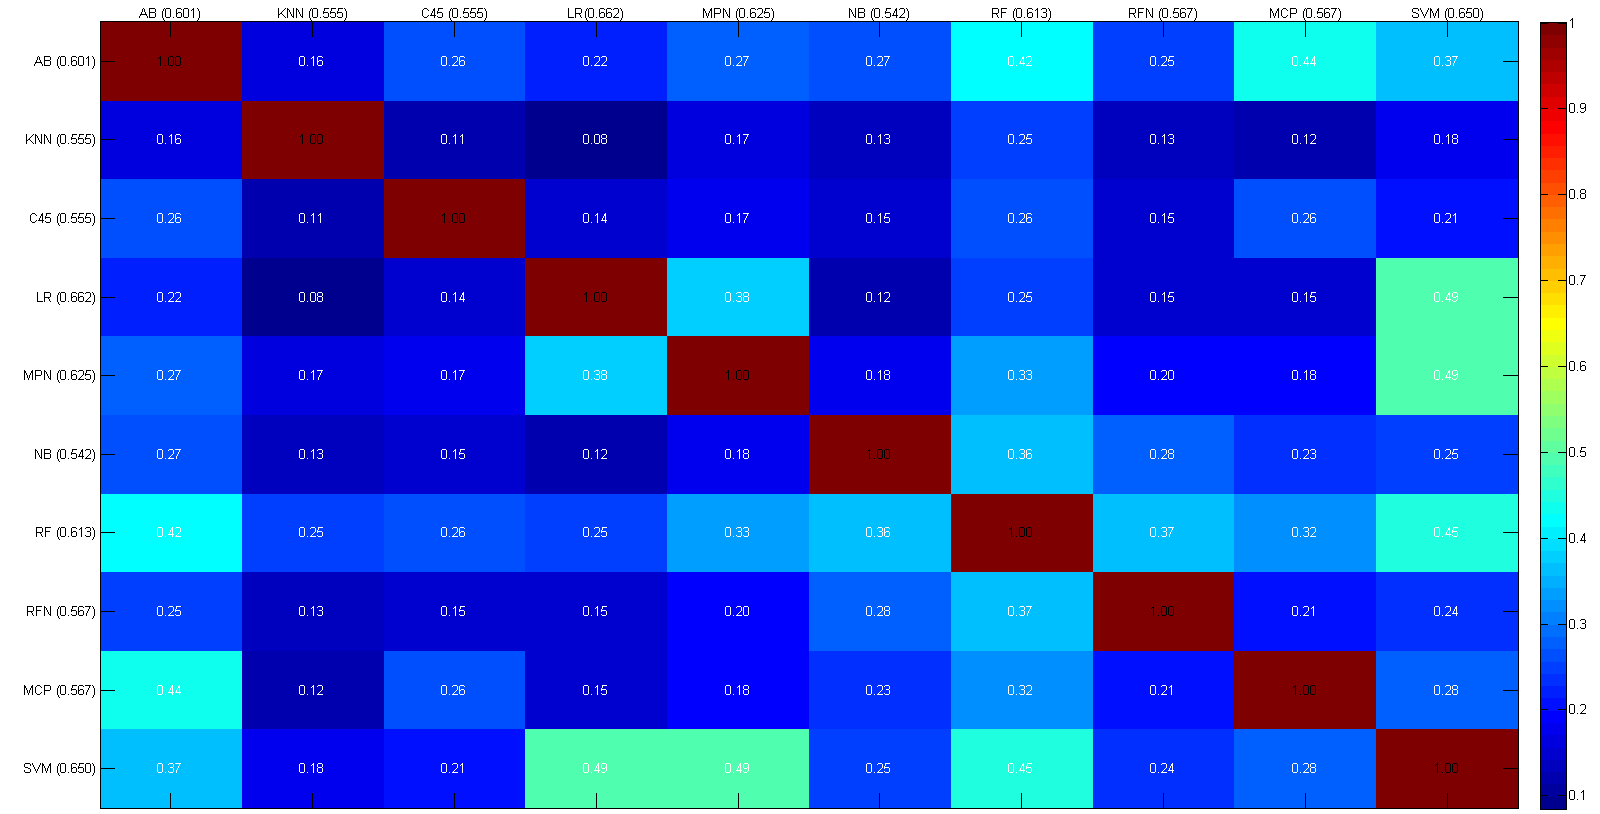 AB (0.601) KNN (0.555) C45 (0.555) LR(0.662) MPN (0.625) NB (0.542) RF (0.613) RFN (0.567) MCP (0.567) SVM (0.650)
AB (0.601) 1.00 0.16 0.26 0.22 0.27 0.27 0.42 0.25 0.44 0.37
KNN (0.555) 0.16 1.00 0.11 0.08 0.17 0.13 0.25 0.13 0.12 0.18
C45 (0.555) 0.26 0.11 1.00 0.14 0.17 0.15 0.26 0.15 0.26 0.21
LR (0.662) 0.22 0.08 0.14 1.00 0.38 0.12 0.25 0.15 0.15 0.49
MPN (0.625) 0.27 0.17 0.17 0.38 1.00 0.18 0.33 0.20 0.18 0.49
NB (0.542) 0.27 0.13 0.15 0.12 0.18 1.00 0.36 0.28 0.23 0.25
RF (0.613) 0.42 0.25 0.26 0.25 0.33 0.36 1.00 0.37 0.32 0.45
RFN (0.567) 0.25 0.13 0.15 0.15 0.20 0.28 0.37 1.00 0.21 0.24
MCP (0.567) 0.44 0.12 0.26 0.15 0.18 0.23 0.32 0.21 1.00 0.28
SVM (0.650) 0.37 0.18 0.21 0.49 0.49 0.25 0.45 0.24 0.28 1.00
1
0.9
0.8
0.7
0.6
0.5
0.4
0.3
0.2
0.1